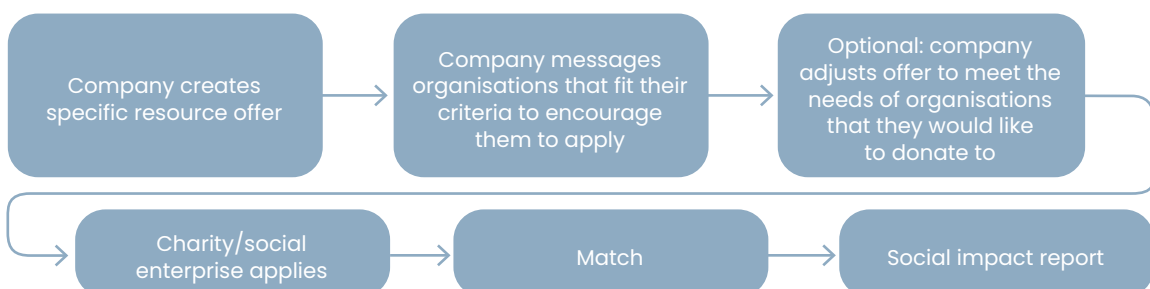 Company creates
specific resource offer
Company messages
organisations that fit their
criteria to encourage
them to apply
Optional: company
adjusts offer to meet the
needs of organisations
that they would like
to donate to
Charity/social
enterprise applies
Match
Social impact report